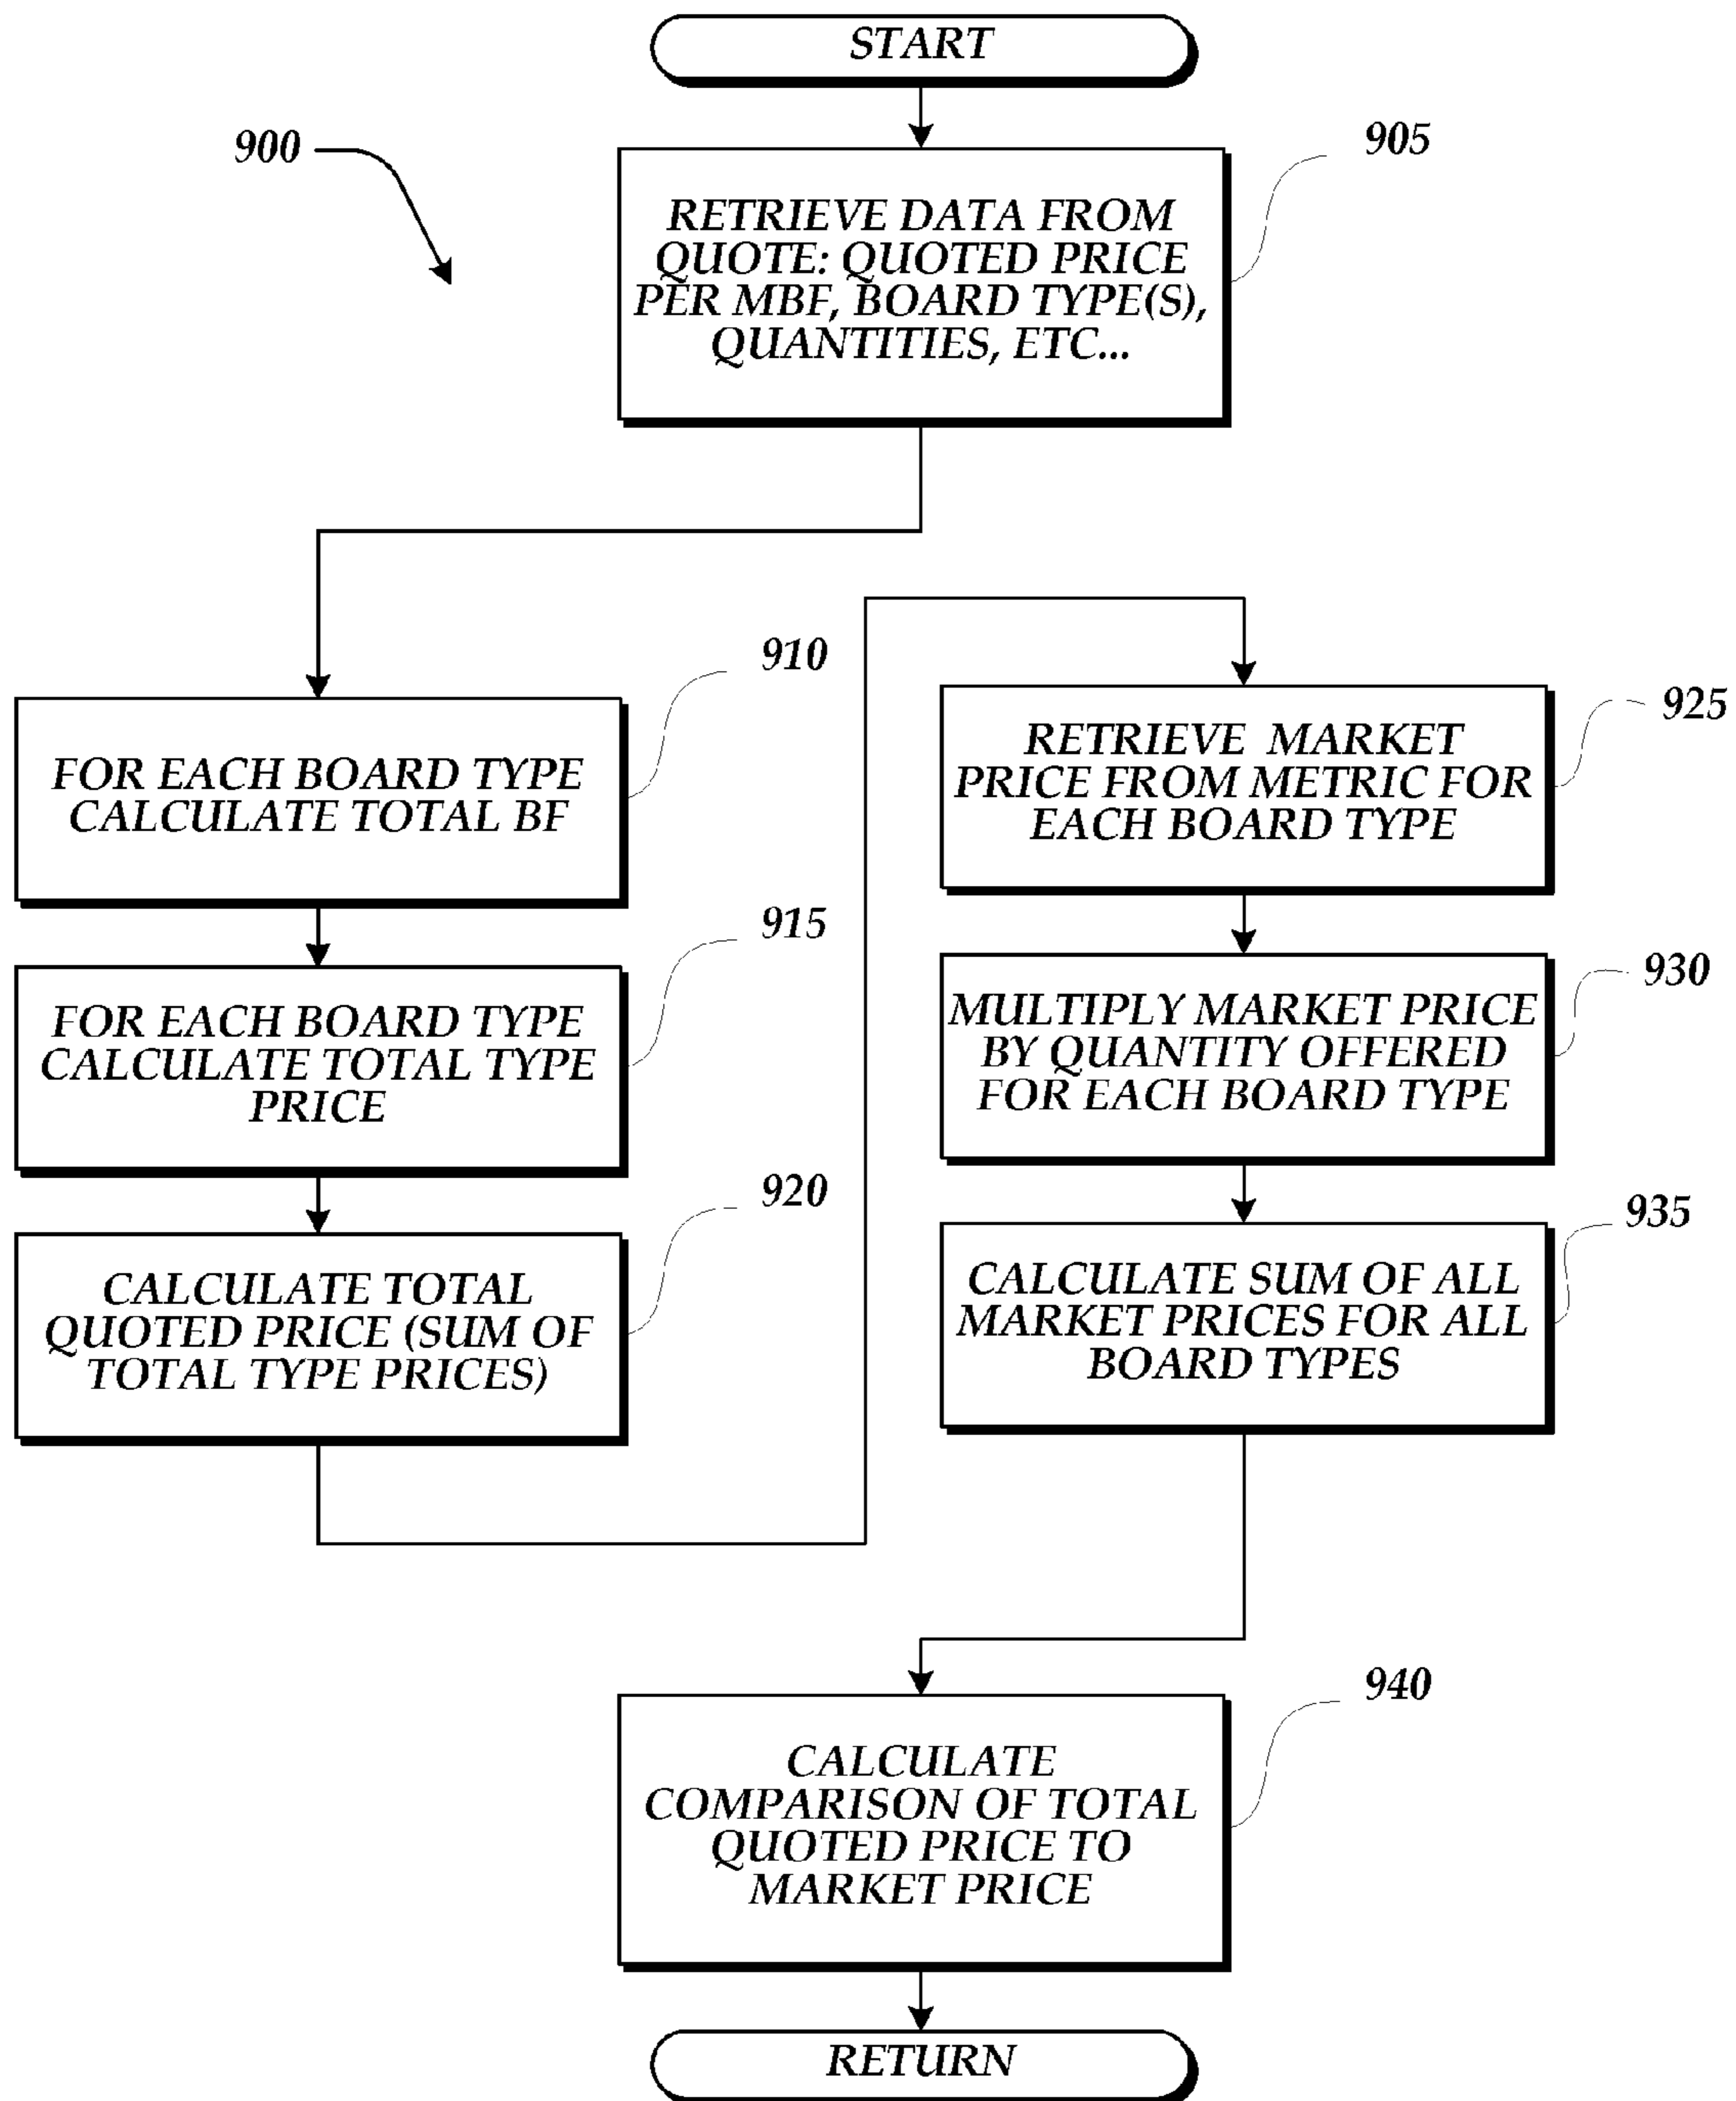 START
900
905
RETRIEVE DATA FROM
QUOTE: QUOTED PRICE
PER MBF, BOARD TYPE(S),
QUANTITIES, ETC...
910
FOR EACH BOARD TYPE
CALCULATE TOTAL BF
915
FOR EACH BOARD TYPE
CALCULATE TOTAL TYPE
PRICE
920
CALCULATE TOTAL
QUOTED PRICE (SUM OF
TOTAL TYPE PRICES)
925
RETRIEVE MARKET
PRICE FROM METRIC FOR
EACH BOARD TYPE
930
MULTIPLY MARKET PRICE
BY QUANTITY OFFERED
FOR EACH BOARD TYPE
935
CALCULATE SUM OF ALL
MARKET PRICES FOR ALL
BOARD TYPES
940
CALCULATE
COMPARISON OF TOTAL
QUOTED PRICE TO
MARKET PRICE
RETURN